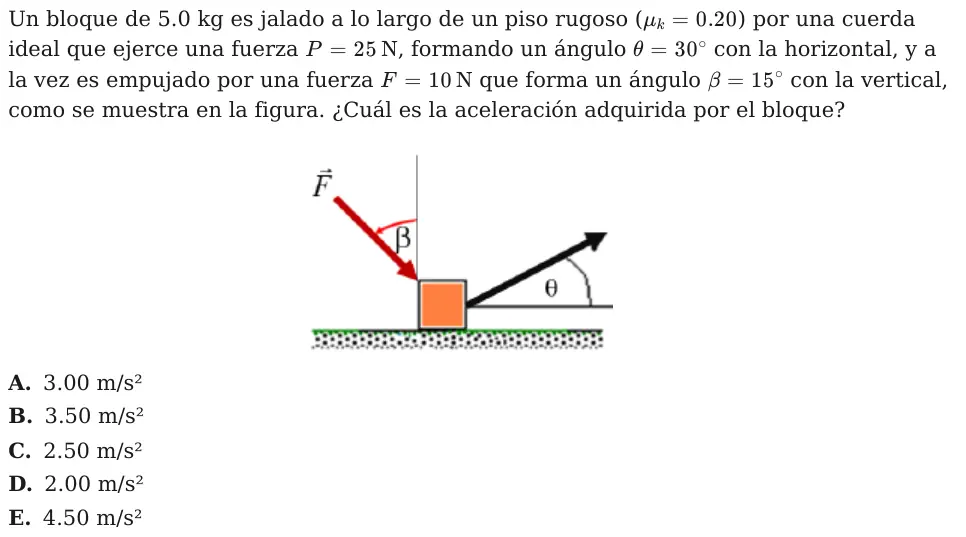 Un bloque de 5.0 kg es jalado a lo largo de un piso rugoso (μₖ = 0.20) por una cuerda
ideal que ejerce una fuerza P = 25 N, formando un ángulo θ = 30° con la horizontal, y a
la vez es empujado por una fuerza F = 10 N que forma un ángulo β = 15° con la vertical,
como se muestra en la figura. ¿Cuál es la aceleración adquirida por el bloque?
F⃗
β
θ
A. 3.00 m/s²
B. 3.50 m/s²
C. 2.50 m/s²
D. 2.00 m/s²
E. 4.50 m/s²